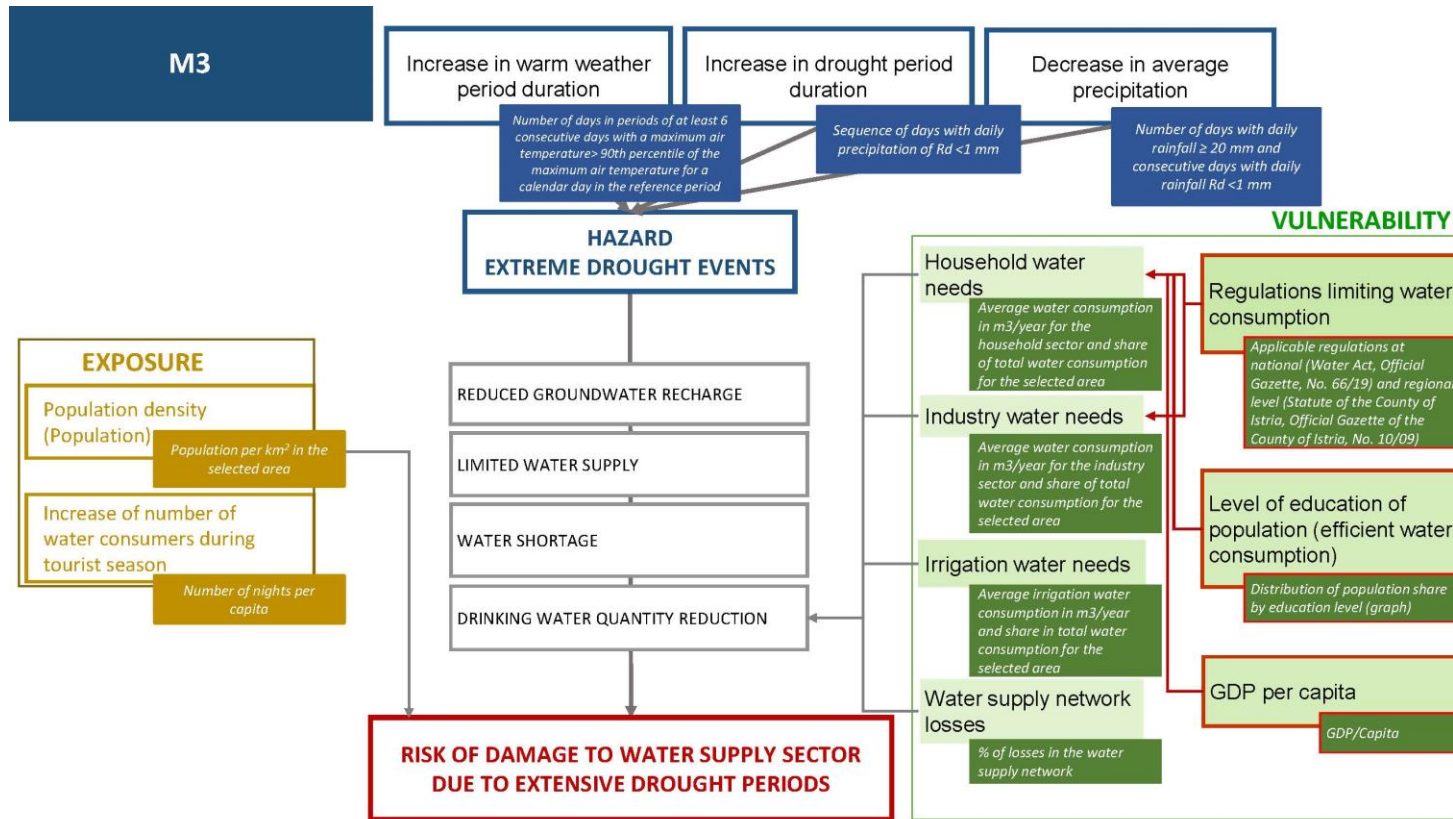 M3
Increase in warm weather
period duration
Number of days in periods of at least 6
consecutive days with a maximum air
temperature> 90th percentile of the
maximum air temperature for a
calendar day in the reference period
Increase in drought period
duration
Sequence of days with daily
precipitation of Rd <1 mm
Decrease in average
precipitation
Number of days with daily
rainfall ≥ 20 mm and
consecutive days with daily
rainfall Rd <1 mm
HAZARD
EXTREME DROUGHT EVENTS
EXPOSURE
Population density
(Population)
Population per km² in the
selected area
Increase of number of
water consumers during
tourist season
Number of nights per
capita
REDUCED GROUNDWATER RECHARGE
LIMITED WATER SUPPLY
WATER SHORTAGE
DRINKING WATER QUANTITY REDUCTION
RISK OF DAMAGE TO WATER SUPPLY SECTOR
DUE TO EXTENSIVE DROUGHT PERIODS
VULNERABILITY
Household water
needs
Average water consumption
in m3/year for the
household sector and share
of total water consumption
for the selected area
Industry water needs
Average water consumption
in m3/year for the industry
sector and share of total
water consumption for the
selected area
Irrigation water needs
Average irrigation water
consumption in m3/year
and share in total water
consumption for the
selected area
Water supply network
losses
% of losses in the water
supply network
Regulations limiting water
consumption
Applicable regulations at
national (Water Act, Official
Gazette, No. 66/19) and regional
level (Statute of the County of
Istria, Official Gazette of the
County of Istria, No. 10/09)
Level of education of
population (efficient water
consumption)
Distribution of population share
by education level (graph)
GDP per capita
GDP/Capita